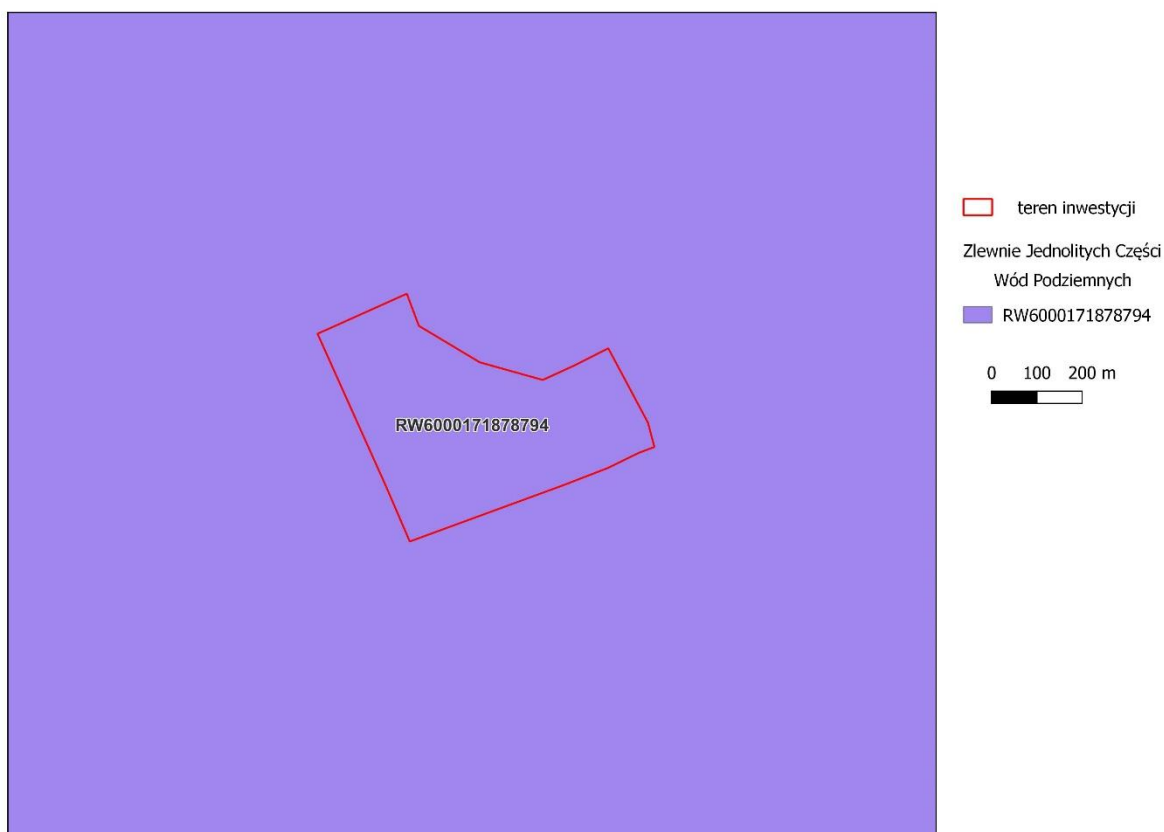 teren inwestycji
Zlewnie Jednolitych Części
Wód Podziemnych
RW6000171878794
0 100 200 m
RW6000171878794